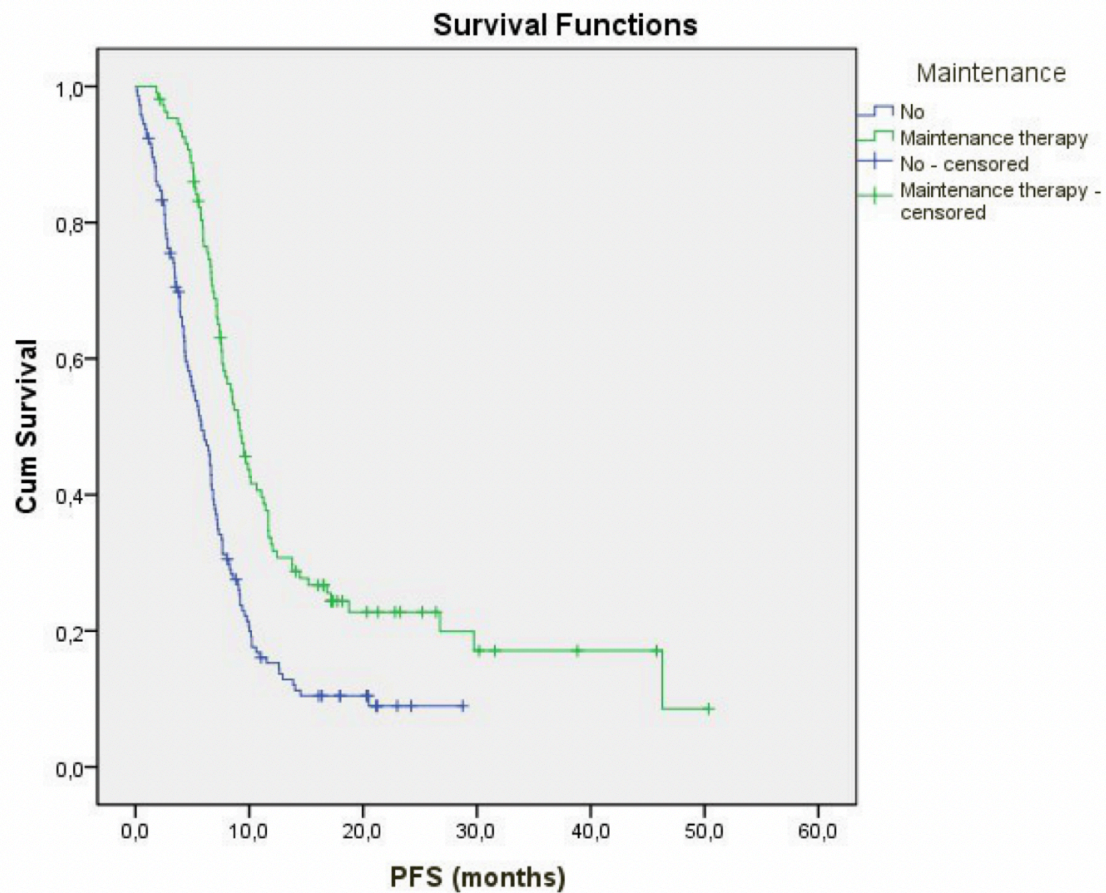 Survival Functions
Maintenance
No
Maintenance therapy
No - censored
Maintenance therapy -
censored
Cum Survival
1,0
0,8
0,6
0,4
0,2
0,0
0,0 10,0 20,0 30,0 40,0 50,0 60,0
PFS (months)